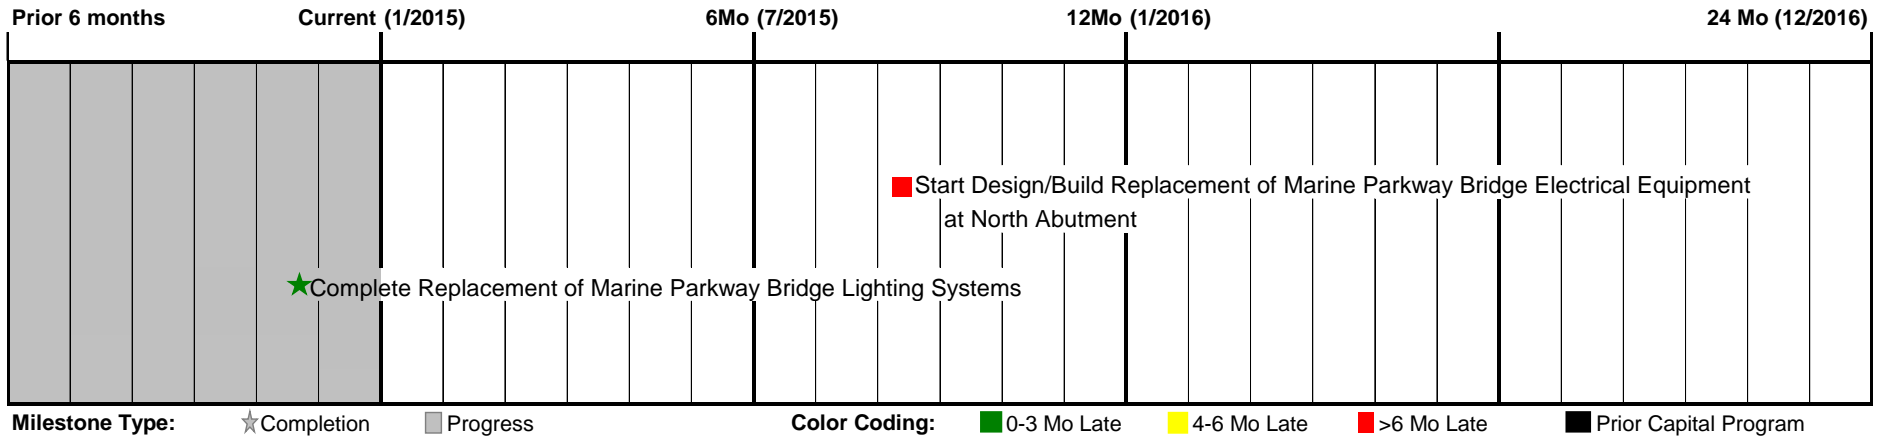 Prior 6 months Current (1/2015) 6Mo (7/2015) 12Mo (1/2016) 24 Mo (12/2016)
Start Design/Build Replacement of Marine Parkway Bridge Electrical Equipment
at North Abutment
Complete Replacement of Marine Parkway Bridge Lighting Systems
Milestone Type: Completion Progress Color Coding: 0-3 Mo Late 4-6 Mo Late >6 Mo Late Prior Capital Program